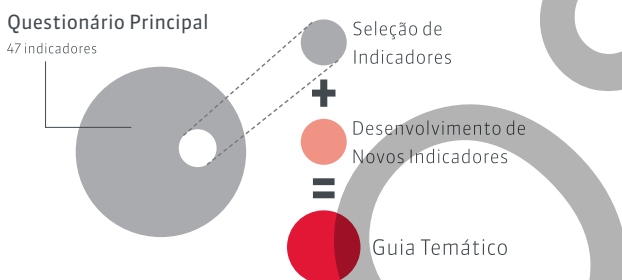 Questionário Principal
47 indicadores
Seleção de
Indicadores
+
Desenvolvimento de
Novos Indicadores
=
Guia Temático